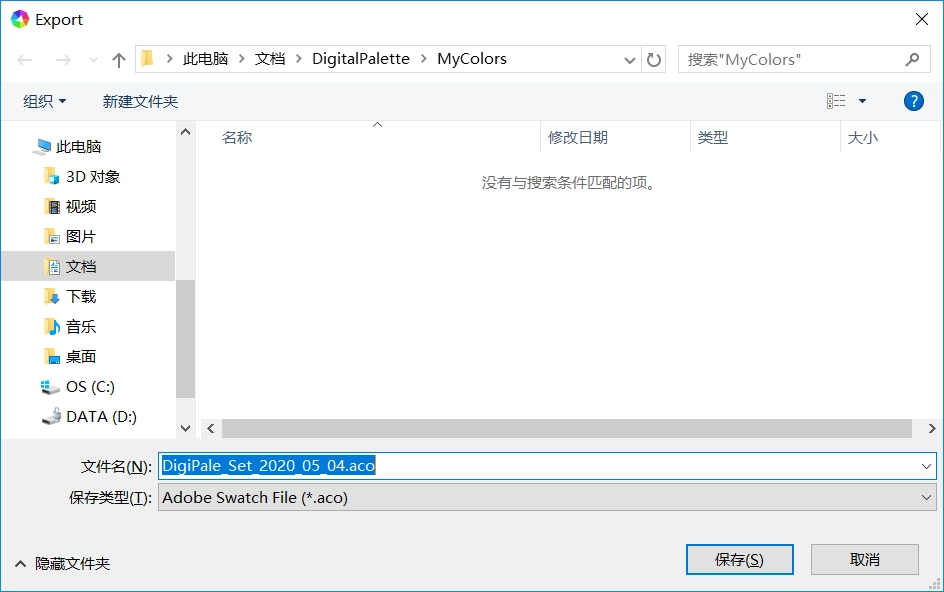 Export
此电脑 > 文档 > DigitalPalette > MyColors
搜索"MyColors"
组织
新建文件夹
名称
修改日期
类型
大小
没有与搜索条件匹配的项。
此电脑
3D 对象
视频
图片
文档
下载
音乐
桌面
OS (C:)
DATA (D:)
文件名(N): DigiPale_Set_2020_05_04.aco
保存类型(T): Adobe Swatch File (*.aco)
隐藏文件夹
保存(S)
取消